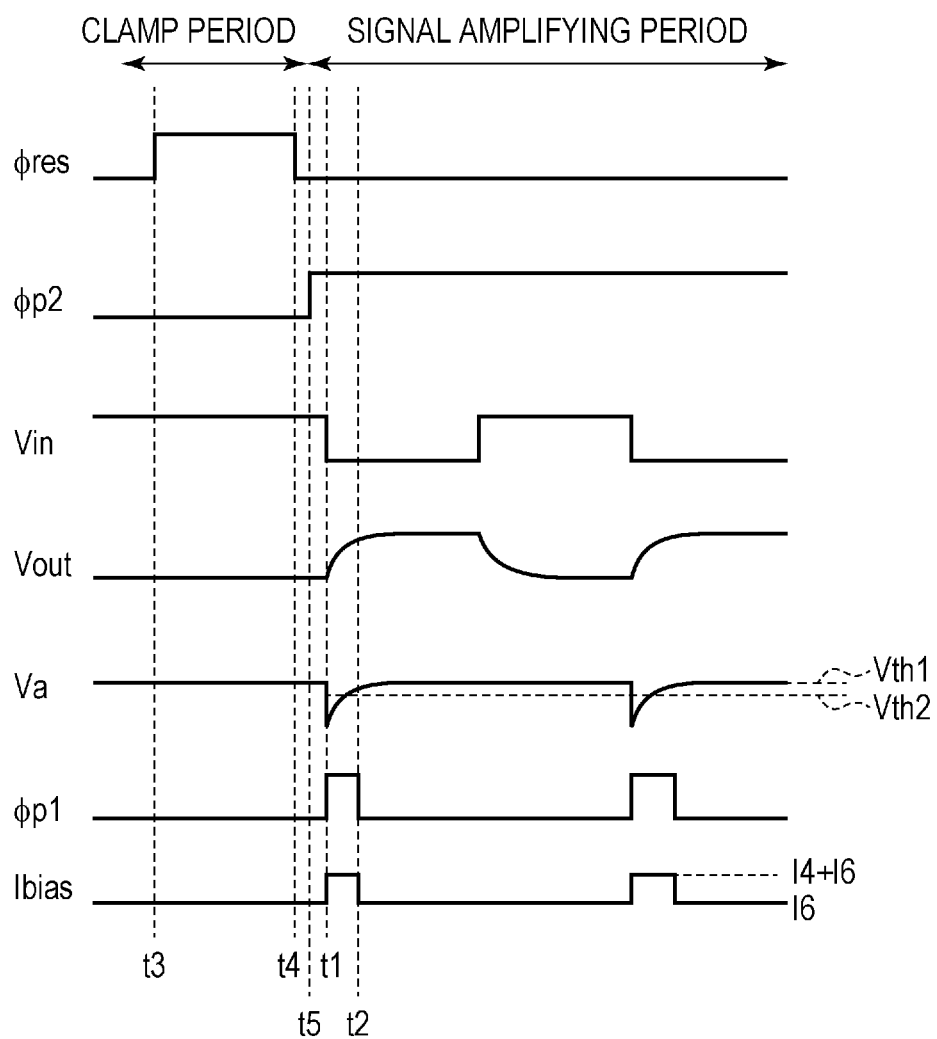 CLAMP PERIOD SIGNAL AMPLIFYING PERIOD
ϕres
ϕp2
Vin
Vout
Va
Vth1
Vth2
ϕp1
Ibias
I4+I6
I6
t3 t4 t1
t5 t2